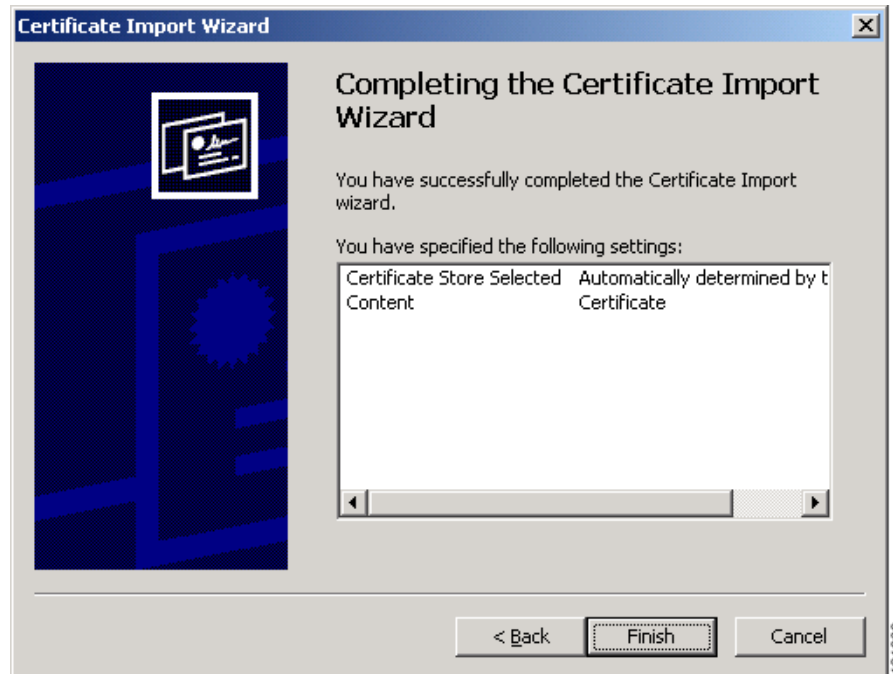 Certificate Import Wizard
Completing the Certificate Import
Wizard
You have successfully completed the Certificate Import
wizard.
You have specified the following settings:
Certificate Store Selected Automatically determined by t
Content Certificate
< Back Finish Cancel